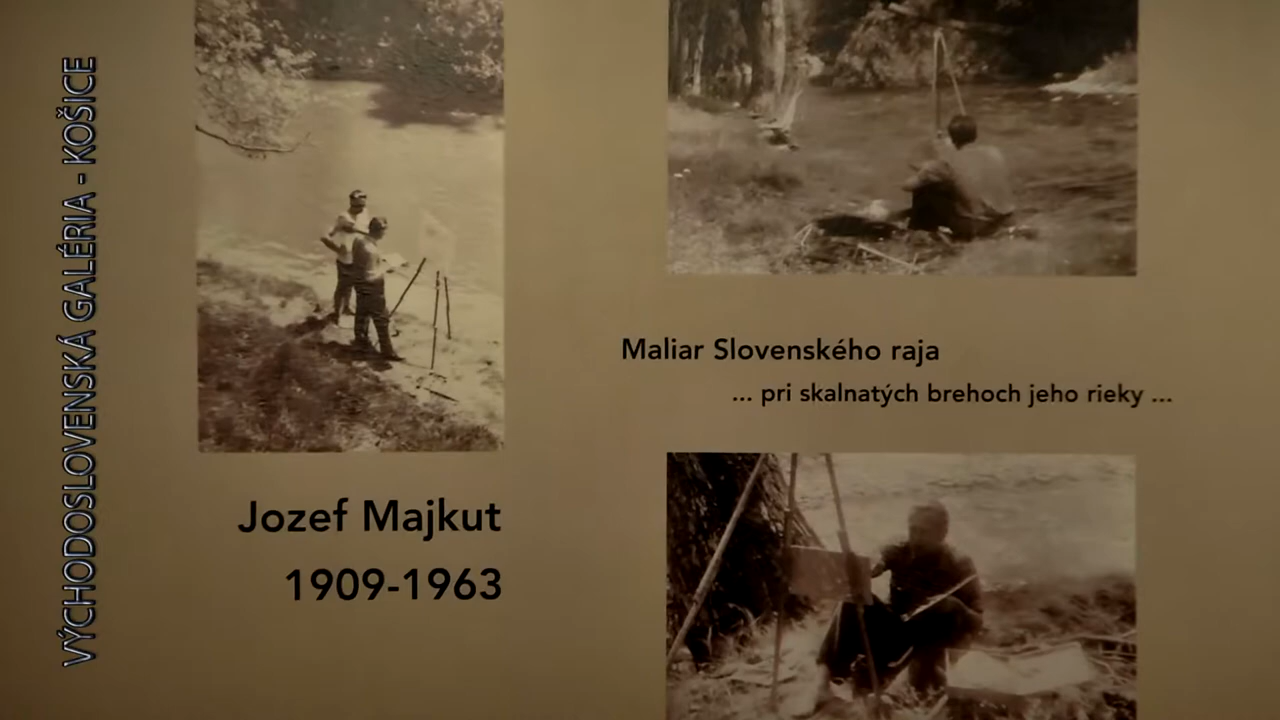 VÝCHODOSLOVENSKÁ GALÉRIA - KOŠICE
Maliar Slovenského raja
... pri skalnatých brehoch jeho rieky ...
Jozef Majkut
1909-1963